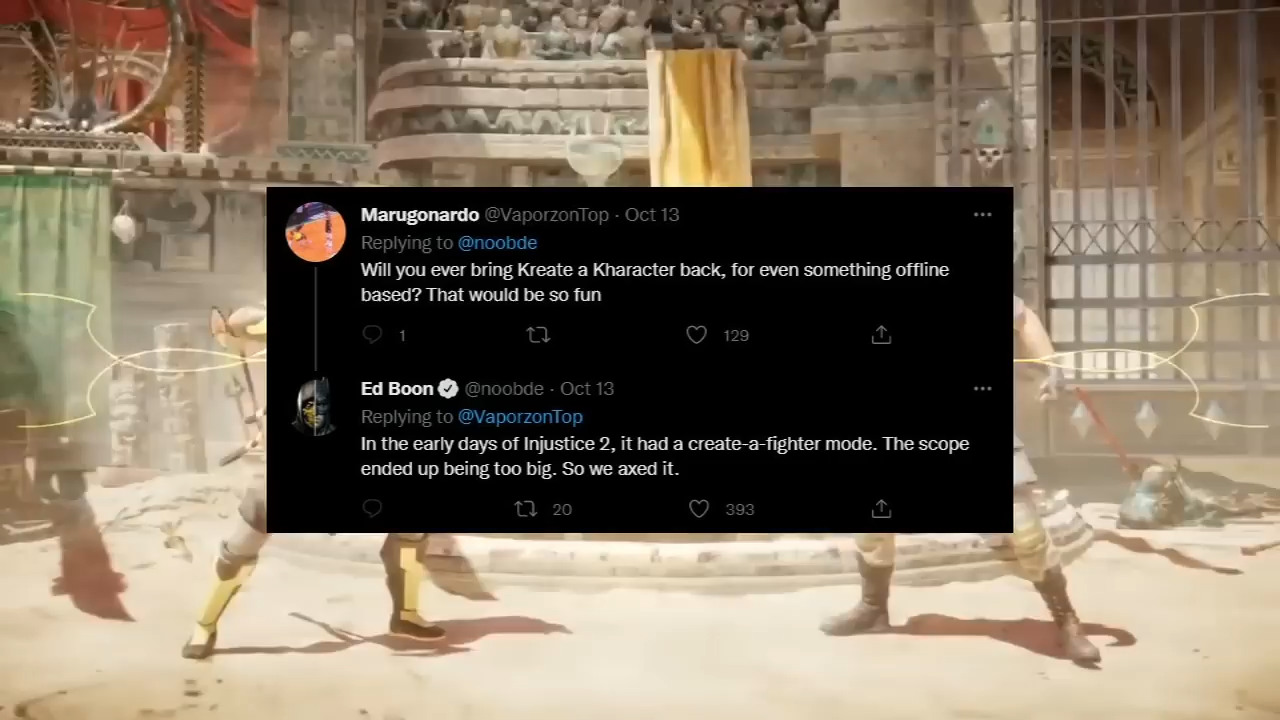 Marugonardo @VaporzonTop · Oct 13
Replying to @noobde
Will you ever bring Kreate a Kharacter back, for even something offline
based? That would be so fun
1 129
Ed Boon @noobde · Oct 13
Replying to @VaporzonTop
In the early days of Injustice 2, it had a create-a-fighter mode. The scope
ended up being too big. So we axed it.
20 393